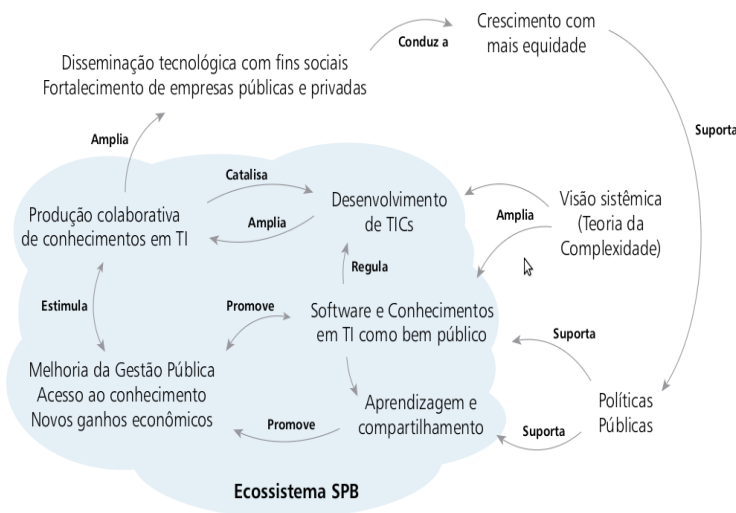 Crescimento com
mais equidade
Conduz a
Disseminação tecnológica com fins sociais
Fortalecimento de empresas públicas e privadas
Suporta
Amplia
Catalisa
Desenvolvimento
de TICs
Visão sistêmica
(Teoria da
Complexidade)
Produção colaborativa
de conhecimentos em TI
Amplia
Amplia
Regula
Estimula
Promove
Software e Conhecimentos
em TI como bem público
Suporta
Melhoria da Gestão Pública
Acesso ao conhecimento
Novos ganhos econômicos
Aprendizagem e
compartilhamento
Políticas
Públicas
Promove
Suporta
Ecossistema SPB